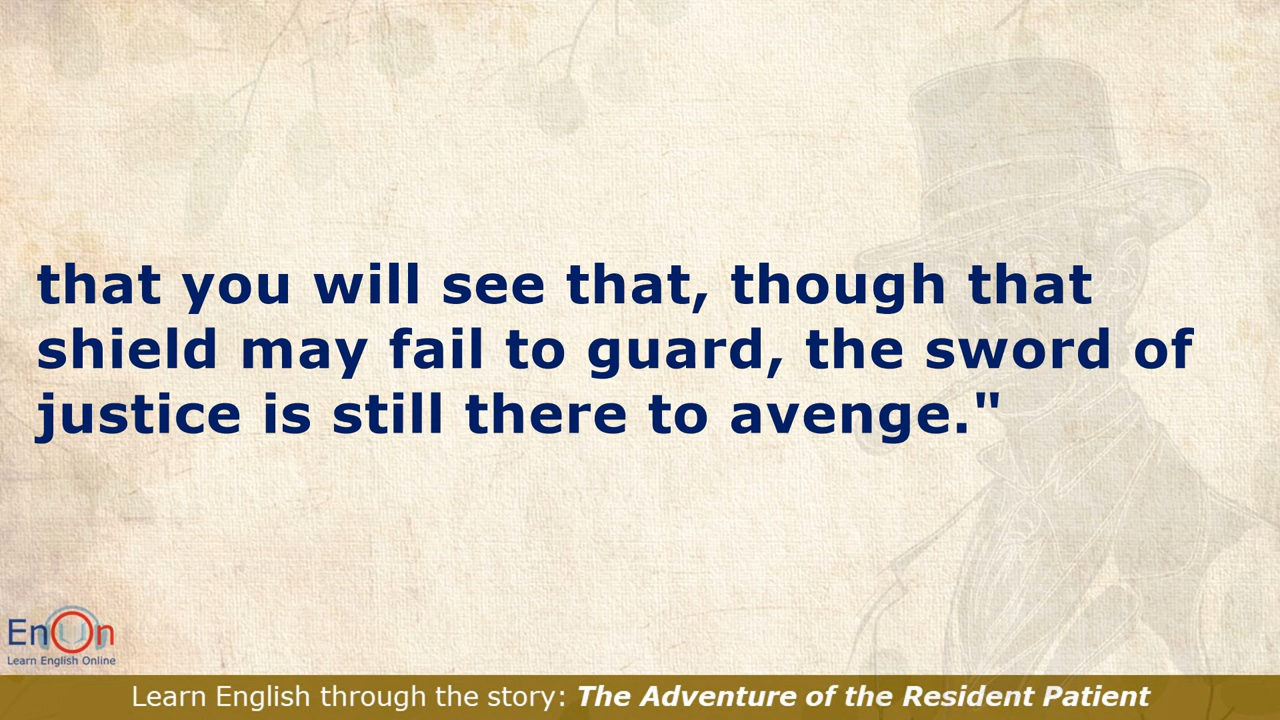 that you will see that, though that
shield may fail to guard, the sword of
justice is still there to avenge."
EnOn
Learn English Online
Learn English through the story: The Adventure of the Resident Patient